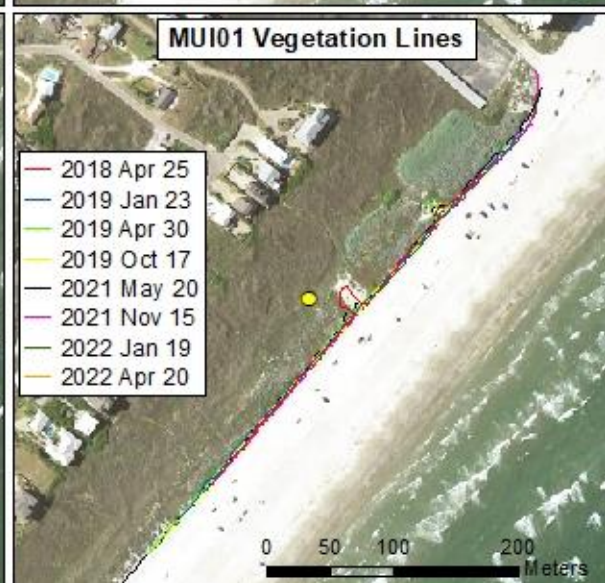 MUI01 Vegetation Lines
2018 Apr 25
2019 Jan 23
2019 Apr 30
2019 Oct 17
2021 May 20
2021 Nov 15
2022 Jan 19
2022 Apr 20
0 50 100 200
Meters